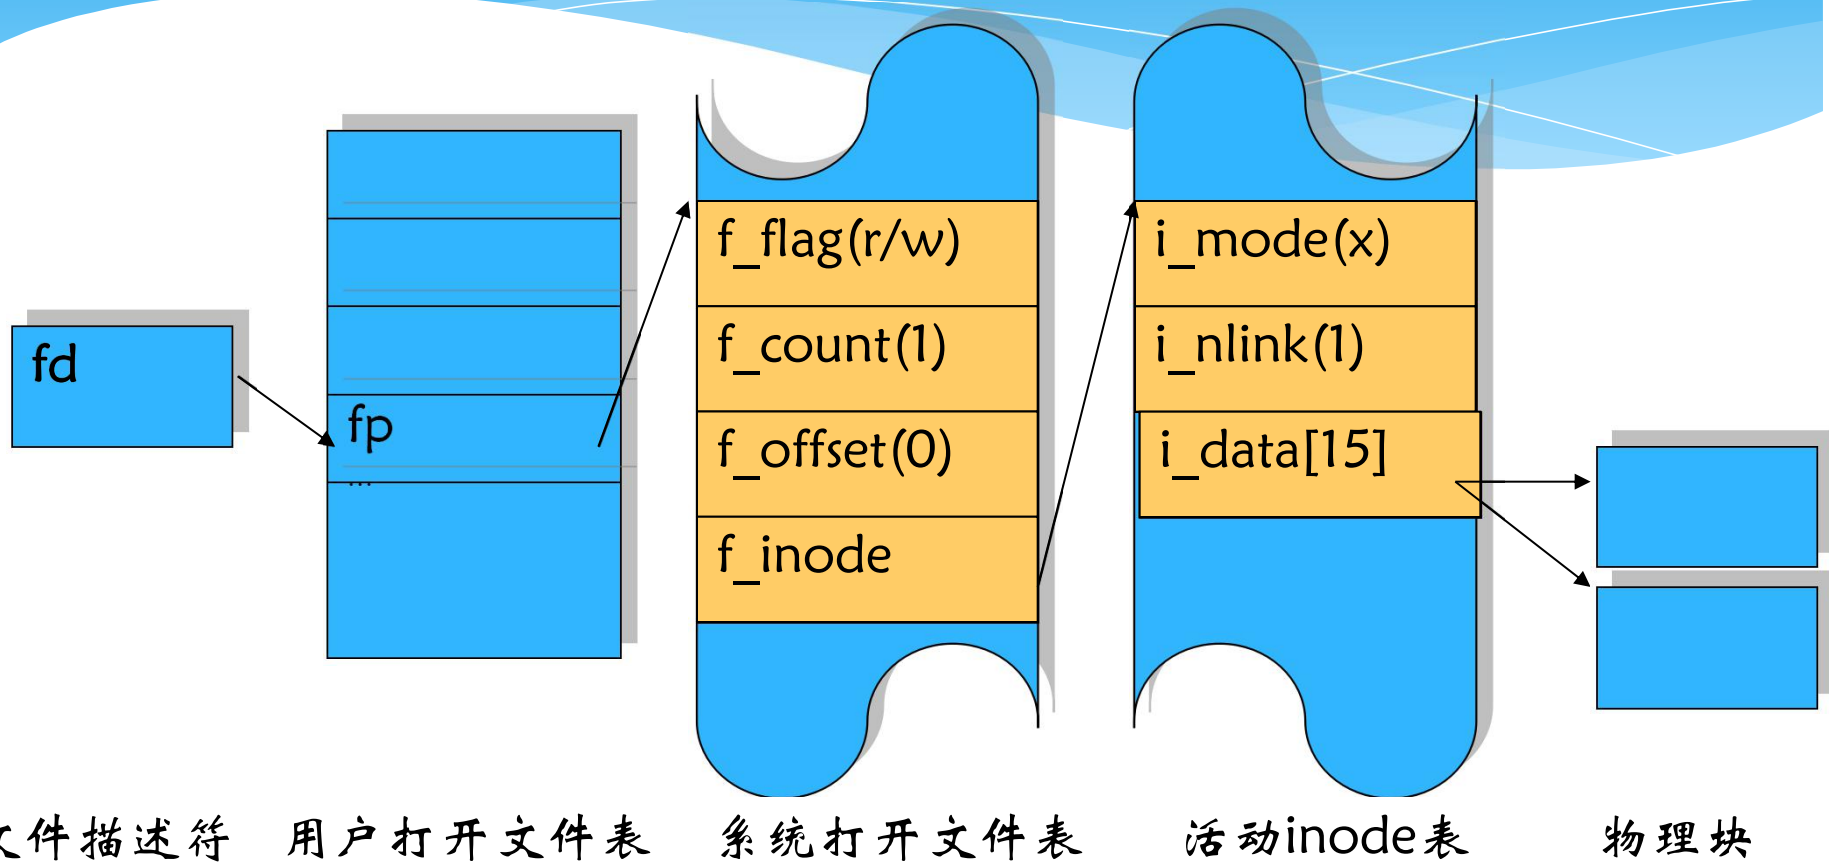 fd
fp
...
f_flag(r/w)
f_count(1)
f_offset(0)
f_inode
i_mode(x)
i_nlink(1)
i_data[15]
文件描述符 用户打开文件表 系统打开文件表 活动inode表 物理块